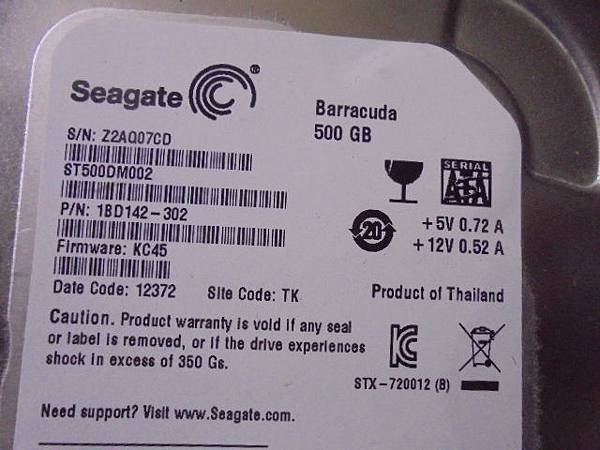 Seagate
®
Barracuda
500 GB
S/N: Z2AQ07CD
ST500DM002
P/N: 1BD142-302
Firmware: KC45
Date Code: 12372 Site Code: TK
SERIAL
ATA
20
+5V 0.72 A
+12V 0.52 A
Product of Thailand
Caution. Product warranty is void if any seal
or label is removed, or if the drive experiences
shock in excess of 350 Gs.
STX-720012 (B)
Need support? Visit www.Seagate.com.